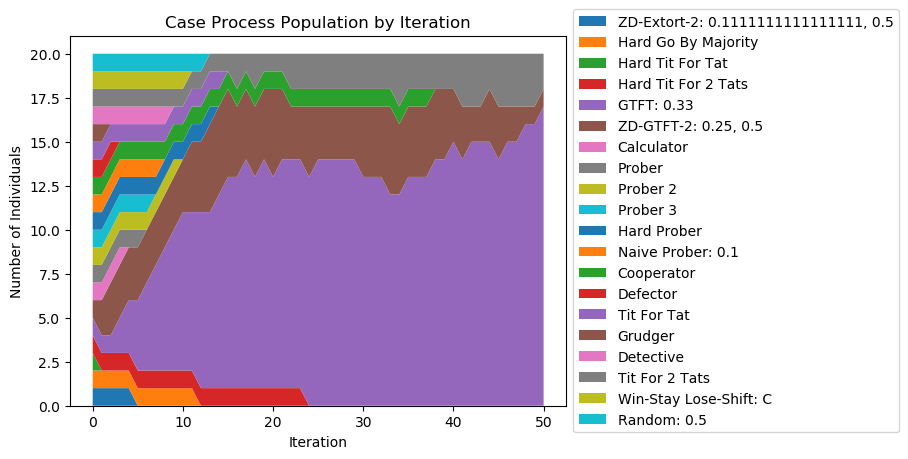 Case Process Population by Iteration
20.0
17.5
15.0
12.5
10.0
7.5
5.0
2.5
0.0
Number of Individuals
0 10 20 30 40 50
Iteration
ZD-Extort-2: 0.1111111111111111, 0.5
Hard Go By Majority
Hard Tit For Tat
Hard Tit For 2 Tats
GTFT: 0.33
ZD-GTFT-2: 0.25, 0.5
Calculator
Prober
Prober 2
Prober 3
Hard Prober
Naive Prober: 0.1
Cooperator
Defector
Tit For Tat
Grudger
Detective
Tit For 2 Tats
Win-Stay Lose-Shift: C
Random: 0.5